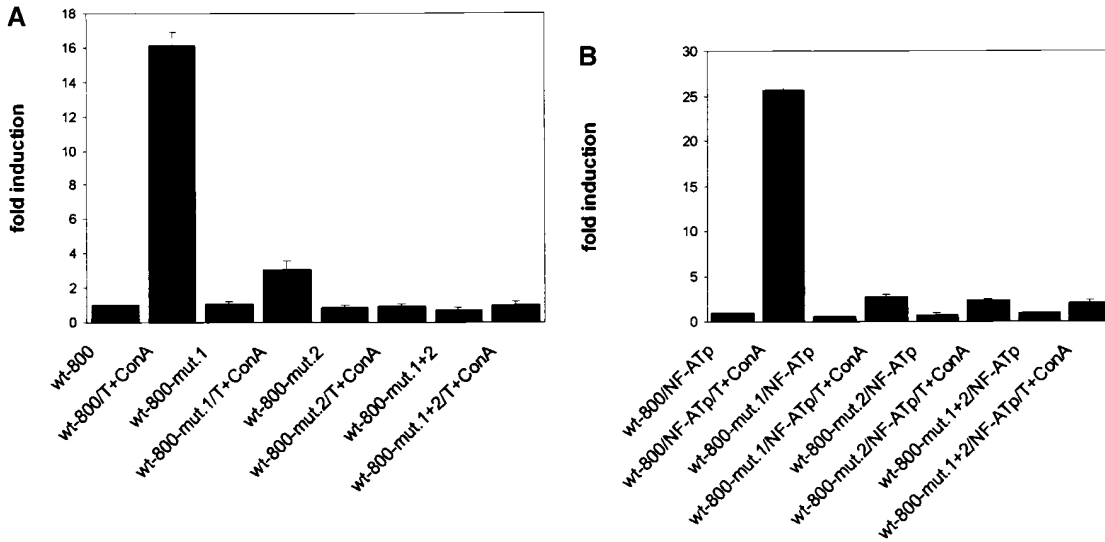 A
18
16
14
12
10
8
6
4
2
0
fold induction
wt-800
wt-800/T+ConA
wt-800-mut.1
wt-800-mut.1/T+ConA
wt-800-mut.2
wt-800-mut.2/T+ConA
wt-800-mut.1+2
wt-800-mut.1+2/T+ConA
B
30
25
20
15
10
5
0
fold induction
wt-800/NF-ATp
wt-800/NF-ATp/T+ConA
wt-800-mut.1/NF-ATp
wt-800-mut.1/NF-ATp/T+ConA
wt-800-mut.2/NF-ATp
wt-800-mut.2/NF-ATp/T+ConA
wt-800-mut.1+2/NF-ATp
wt-800-mut.1+2/NF-ATp/T+ConA